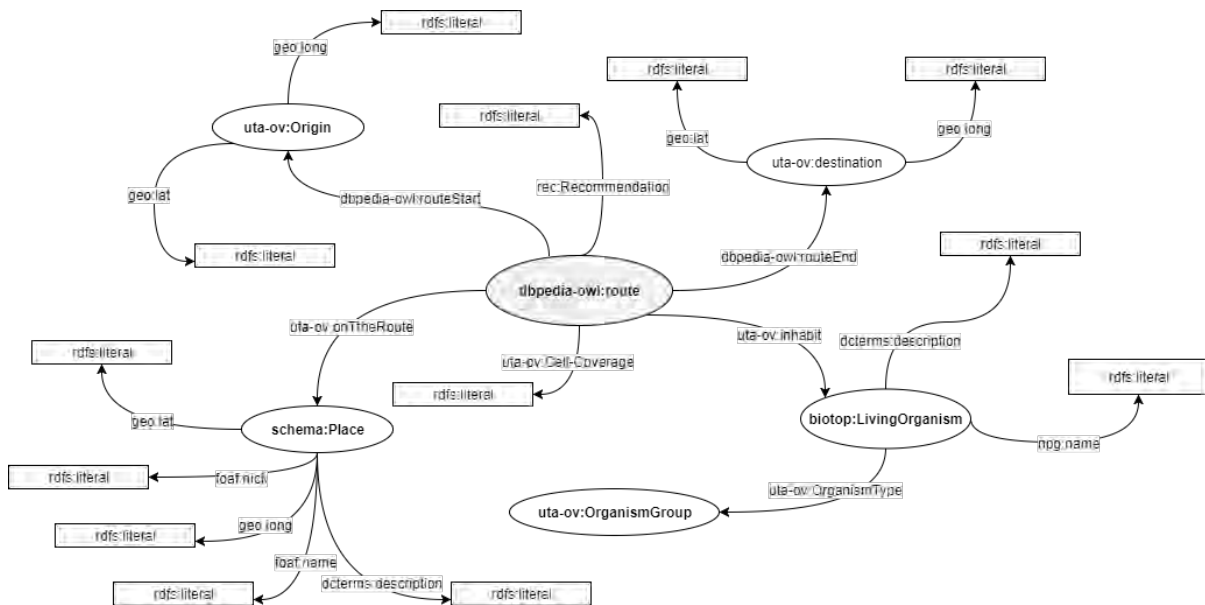 rdfs:literal
geo:long
rdfs:literal
rdfs:literal
rdfs:literal
uta-ov:Origin
geo:lat
geo:long
uta-ov:destination
geo:lat
rec:Recommendation
dbpedia-owl:routeStart
rdfs:literal
rdfs:literal
dbpedia-owl:routeEnd
dbpedia-owl:route
uta-ov:onTtheRoute
uta-ov:inhabit
dcterms:description
rdfs:literal
uta-ov:Cell-Coverage
rdfs:literal
rdfs:literal
geo:lat
schema:Place
biotop:LivingOrganism
npg:name
rdfs:literal
foaf:nick
uta-ov:OrganismType
uta-ov:OrganismGroup
geo:long
rdfs:literal
foaf:name
dcterms:description
rdfs:literal
rdfs:literal